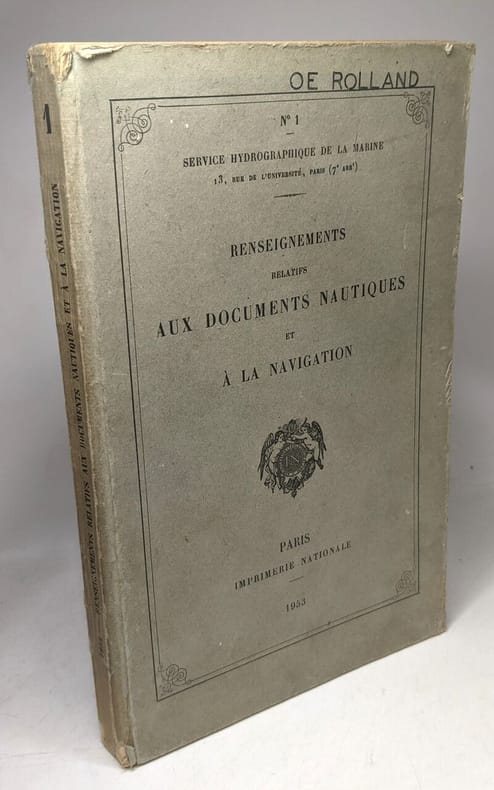 OE ROLLAND
N° 1
SERVICE HYDROGRAPHIQUE DE LA MARINE
13, RUE DE L'UNIVERSITÉ, PARIS (7e ARRt)
RENSEIGNEMENTS
RELATIFS
AUX DOCUMENTS NAUTIQUES
ET
À LA NAVIGATION
PARIS
IMPRIMERIE NATIONALE
1953
1
RENSEIGNEMENTS RELATIFS AUX DOCUMENTS NAUTIQUES ET À LA NAVIGATION